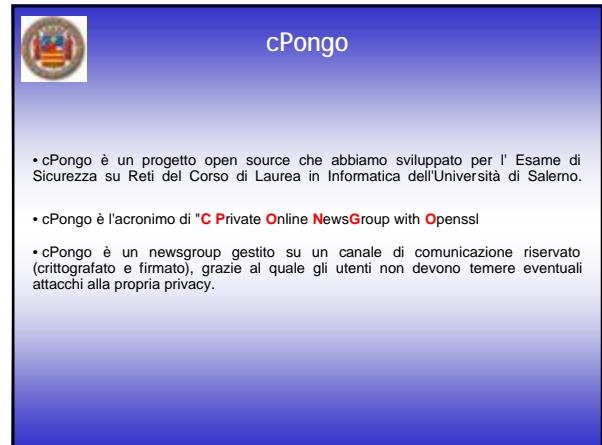 cPongo
• cPongo è un progetto open source che abbiamo sviluppato per l' Esame di
Sicurezza su Reti del Corso di Laurea in Informatica dell'Università di Salerno.
• cPongo è l'acronimo di "C Private Online NewsGroup with Openssl
• cPongo è un newsgroup gestito su un canale di comunicazione riservato
(crittografato e firmato), grazie al quale gli utenti non devono temere eventuali
attacchi alla propria privacy.